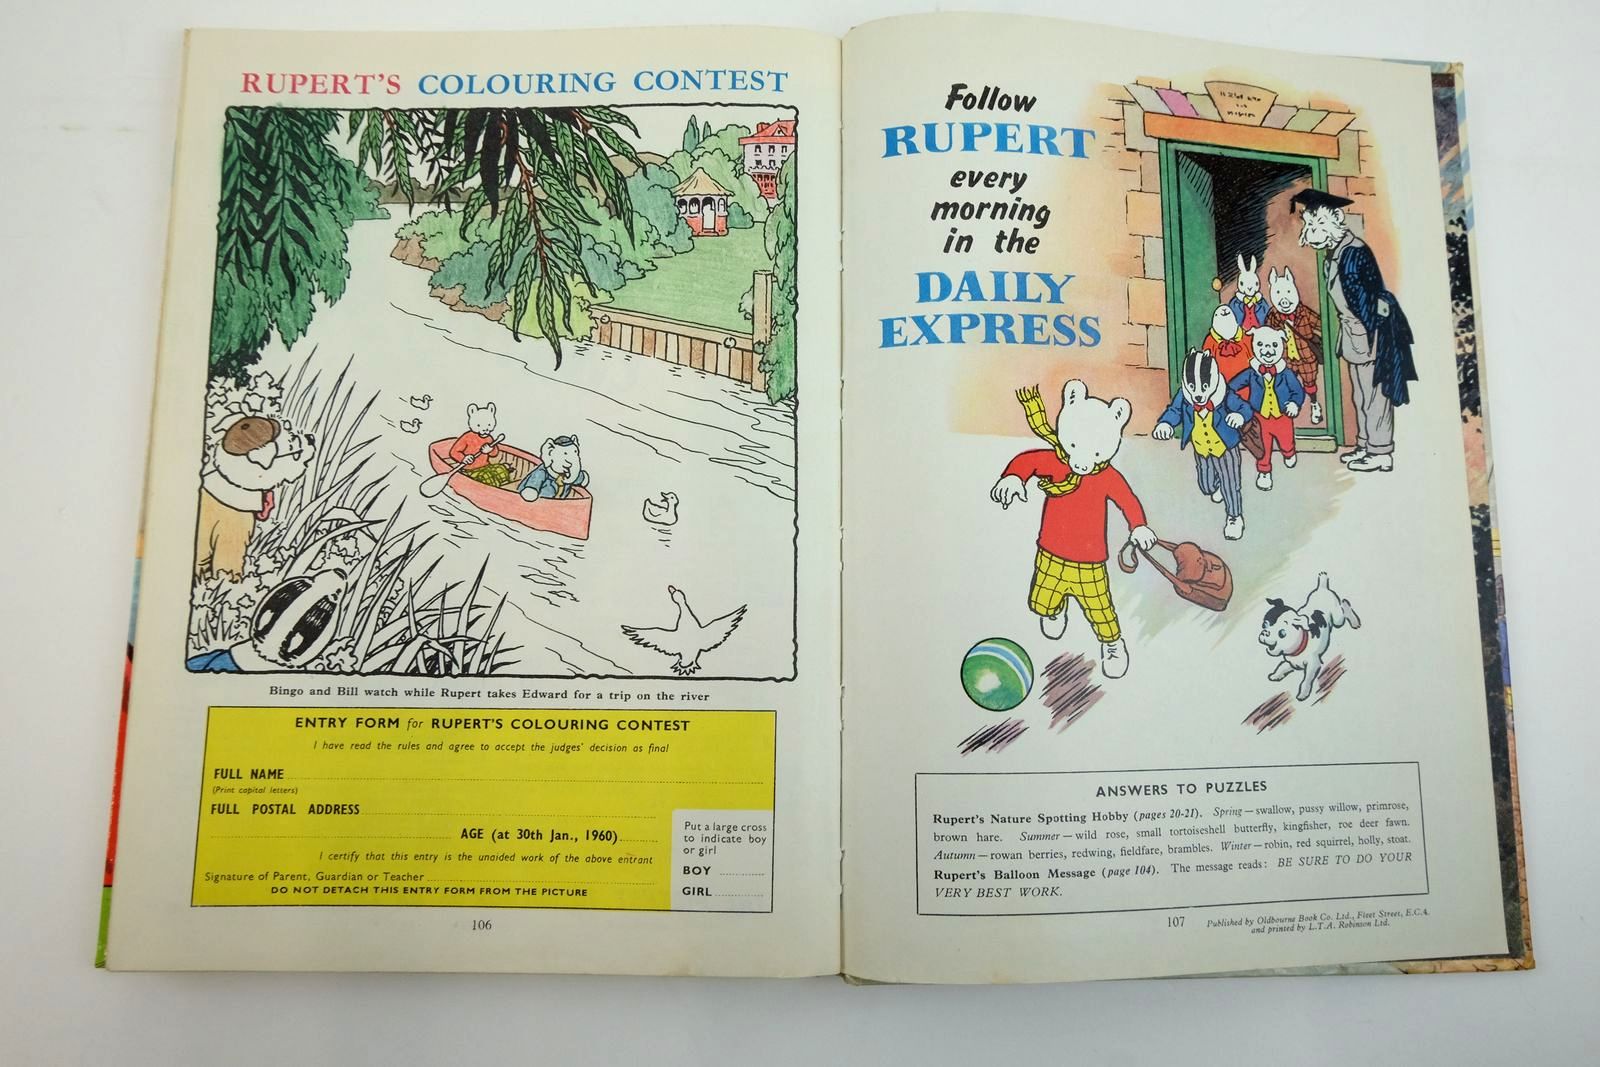 RUPERT'S COLOURING CONTEST
Bingo and Bill watch while Rupert takes Edward for a trip on the river
ENTRY FORM for RUPERT'S COLOURING CONTEST
I have read the rules and agree to accept the judges' decision as final
FULL NAME
(Print capital letters)
FULL POSTAL ADDRESS
AGE (at 30th Jan., 1960)
I certify that this entry is the unaided work of the above entrant
Signature of Parent, Guardian or Teacher
DO NOT DETACH THIS ENTRY FORM FROM THE PICTURE
Put a large cross
to indicate boy
or girl
BOY
GIRL
106
Follow
RUPERT
every
morning
in the
DAILY
EXPRESS
ANSWERS TO PUZZLES
Rupert's Nature Spotting Hobby (pages 20-21). Spring—swallow, pussy willow, primrose,
brown hare. Summer—wild rose, small tortoiseshell butterfly, kingfisher, roe deer fawn.
Autumn—rowan berries, redwing, fieldfare, brambles. Winter—robin, red squirrel, holly, stoat.
Rupert's Balloon Message (page 104). The message reads: BE SURE TO DO YOUR
VERY BEST WORK.
107
Published by Oldbourne Book Co. Ltd., Fleet Street, E.C.4.
and printed by L.T.A. Robinson Ltd.